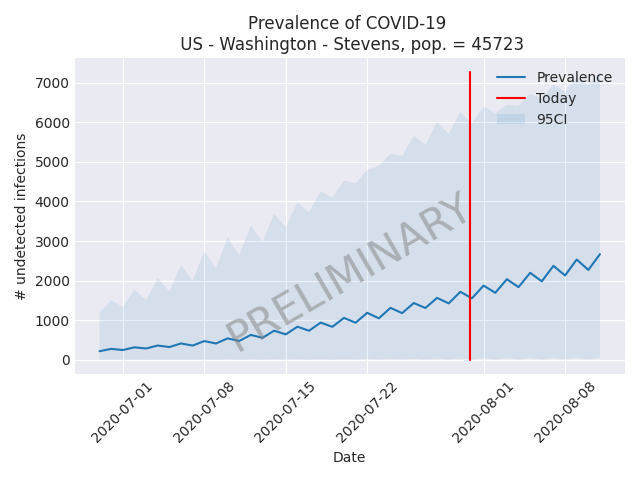 Prevalence of COVID-19
US - Washington - Stevens, pop. = 45723
7000
6000
5000
4000
3000
2000
1000
0
# undetected infections
Prevalence
Today
95CI
PRELIMINARY
2020-07-01
2020-07-08
2020-07-15
2020-07-22
2020-08-01
2020-08-08
Date